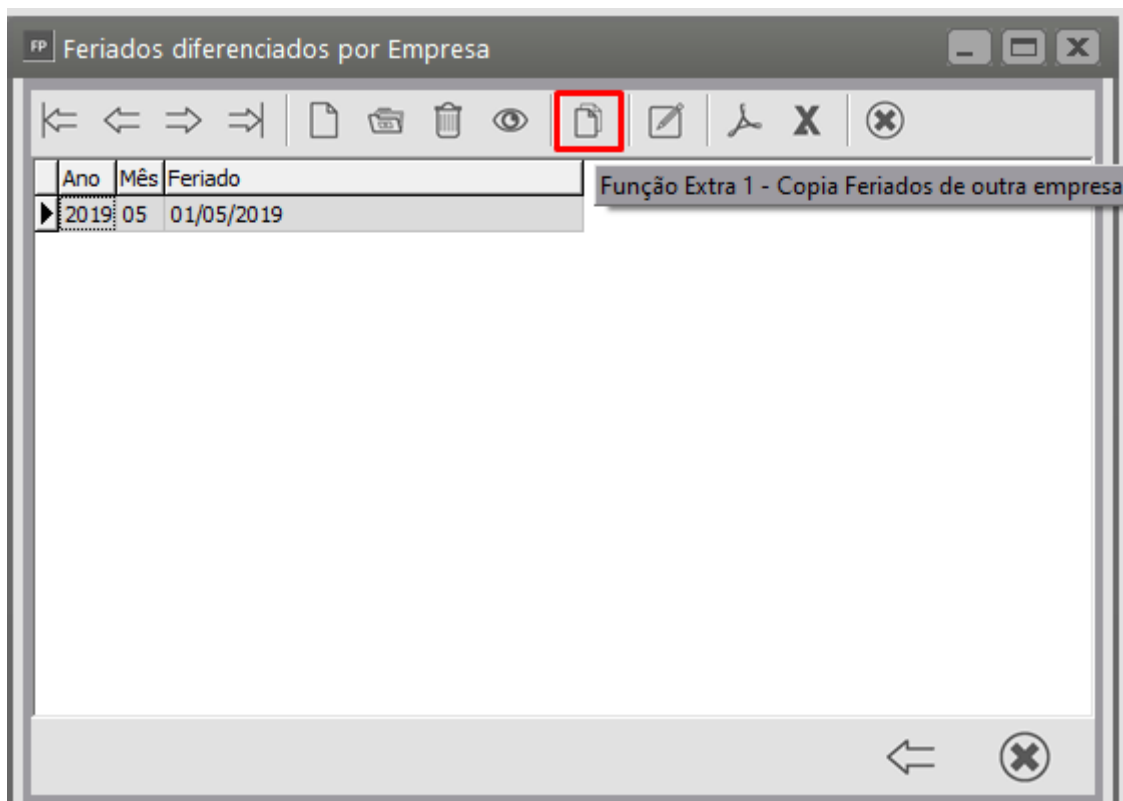 FP Feriados diferenciados por Empresa
X
Ano Mês Feriado
Função Extra 1 - Copia Feriados de outra empresa
2019 05 01/05/2019